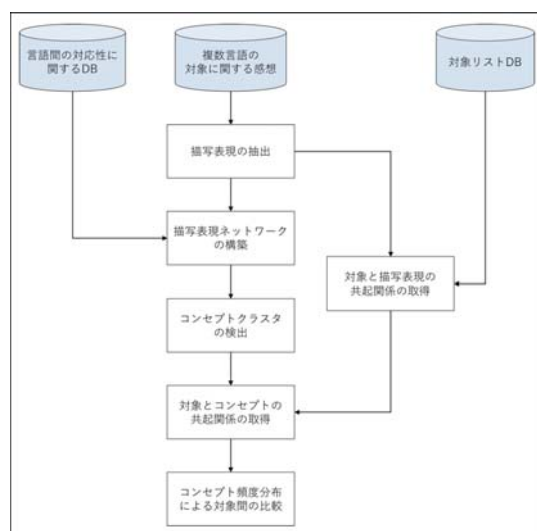 言語間の対応性に
関するDB
複数言語の
対象に関する感想
対象リストDB
描写表現の抽出
描写表現ネットワーク
の構築
対象と描写表現の
共起関係の取得
コンセプトクラスタ
の検出
対象とコンセプトの
共起関係の取得
コンセプト頻度分布
による対象間の比較